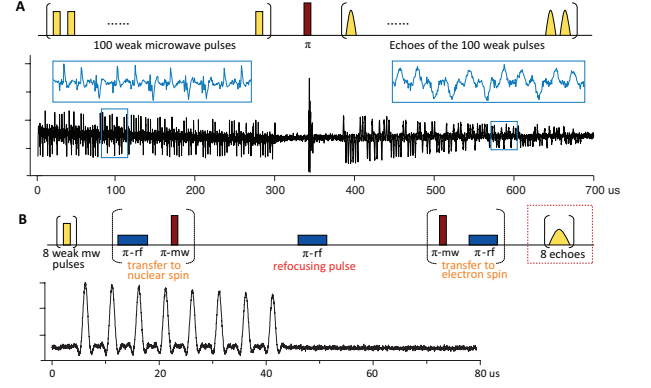 A
......
......
100 weak microwave pulses
π
Echoes of the 100 weak pulses
0
100
200
300
400
500
600
700 us
B
8 weak mw
pulses
π-rf
π-mw
transfer to
nuclear spin
π-rf
refocusing pulse
π-mw
π-rf
transfer to
electron spin
8 echoes
0
20
40
60
80 us